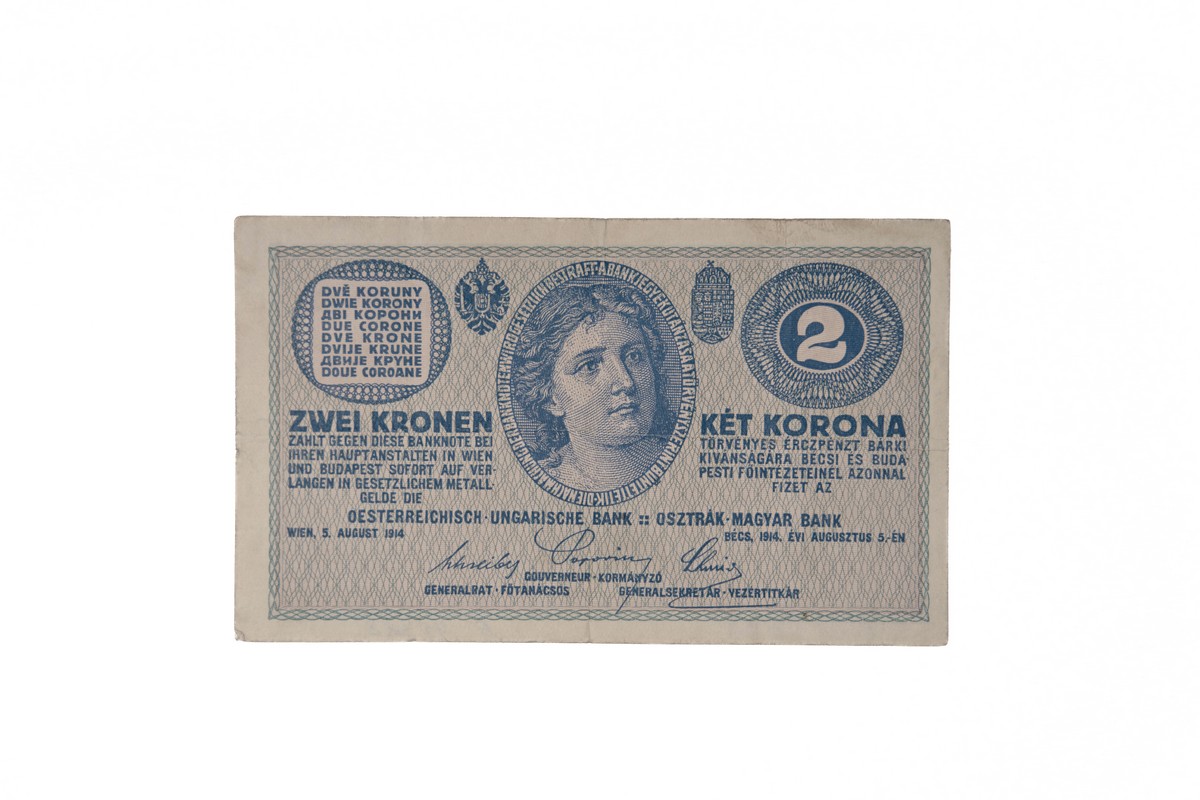 DVĚ KORUNY
DWIE KORONY
ДВІ КОРОНИ
DUE CORONE
DVE KRONE
DVIJE KRUNE
ДВИЈЕ КРУНЕ
DOUE COROANE
2
ZWEI KRONEN
ZAHLT GEGEN DIESE BANKNOTE BEI
IHREN HAUPTANSTALTEN IN WIEN
UND BUDAPEST SOFORT AUF VER-
LANGEN IN GESETZLICHEM METALL-
GELDE DIE
KÉT KORONA
TÖRVÉNYES ÉRCZPÉNZT BÁRKI
KIVÁNSÁGÁRA BÉCSI ÉS BUDA-
PESTI FŐINTÉZETEINÉL AZONNAL
FIZET AZ
OESTERREICHISCH-UNGARISCHE BANK :: OSZTRÁK-MAGYAR BANK
WIEN, 5. AUGUST 1914
BÉCS, 1914. ÉVI AUGUSZTUS 5.-ÉN
GOUVERNEUR · KORMÁNYZÓ
GENERALRAT · FŐTANÁCSOS
GENERALSEKRETÄR · VEZÉRTITKÁR